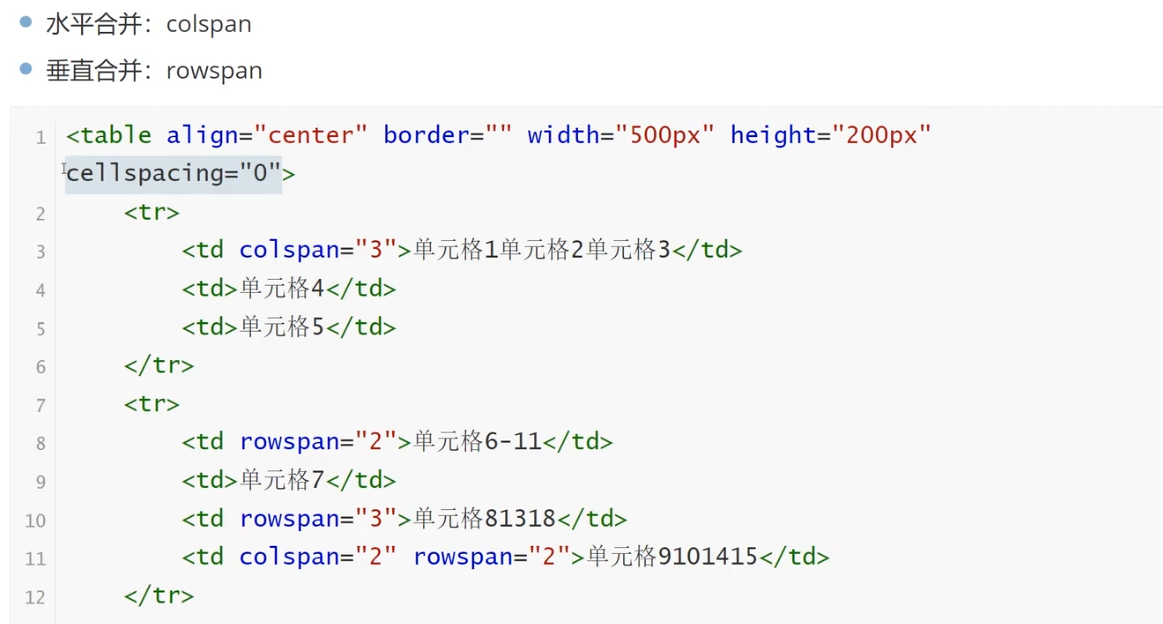 水平合并：colspan
垂直合并：rowspan
1 <table align="center" border="" width="500px" height="200px"
cellspacing="0">
2 <tr>
3 <td colspan="3">单元格1单元格2单元格3</td>
4 <td>单元格4</td>
5 <td>单元格5</td>
6 </tr>
7 <tr>
8 <td rowspan="2">单元格6-11</td>
9 <td>单元格7</td>
10 <td rowspan="3">单元格81318</td>
11 <td colspan="2" rowspan="2">单元格9101415</td>
12 </tr>